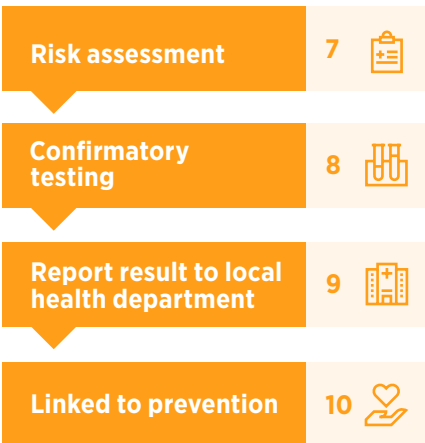 Risk assessment
7
Confirmatory
testing
8
Report result to local
health department
9
Linked to prevention
10